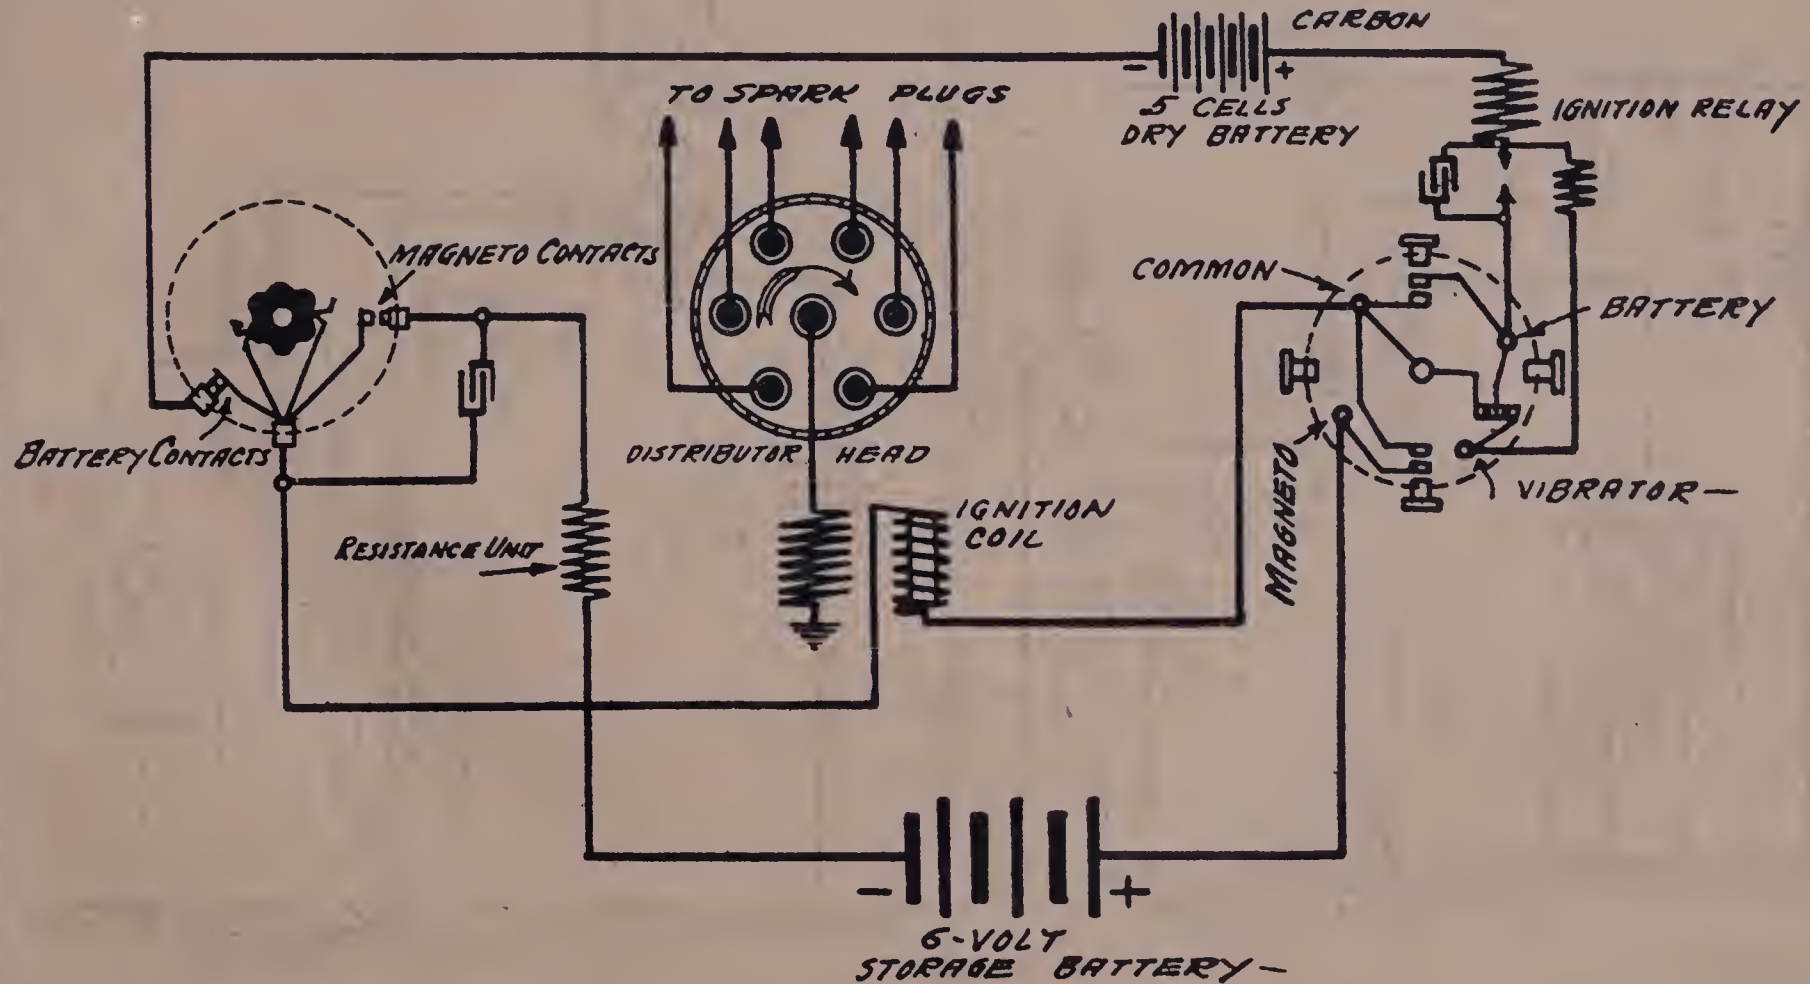 CARBON
- +
5 CELLS
DRY BATTERY
IGNITION RELAY
TO SPARK PLUGS
MAGNETO CONTACTS
COMMON
BATTERY
BATTERY CONTACTS
DISTRIBUTOR HEAD
MAGNETO
VIBRATOR —
IGNITION
COIL
RESISTANCE UNIT
- +
6-VOLT
STORAGE BATTERY —